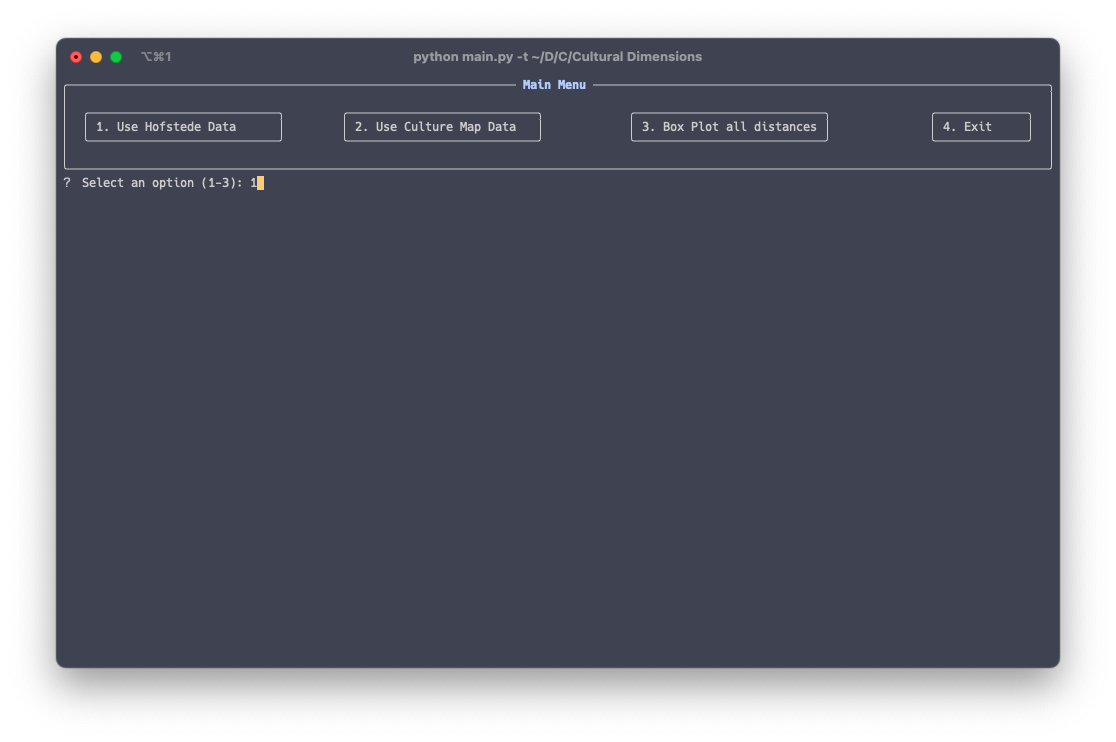 ⌥⌘1 python main.py -t ~/D/C/Cultural Dimensions
Main Menu
1. Use Hofstede Data 2. Use Culture Map Data 3. Box Plot all distances 4. Exit
? Select an option (1-3): 1